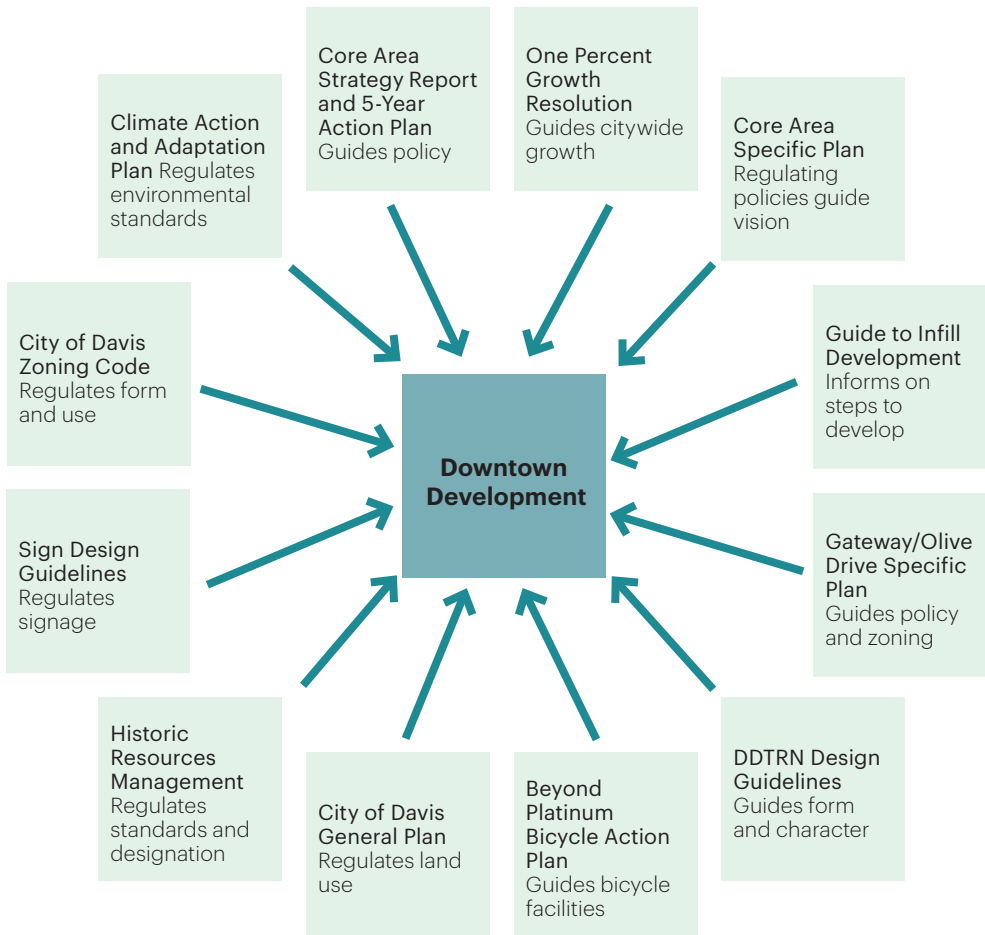 Core Area
Strategy Report
and 5-Year
Action Plan
Guides policy
One Percent
Growth
Resolution
Guides citywide
growth
Climate Action
and Adaptation
Plan Regulates
environmental
standards
Core Area
Specific Plan
Regulating
policies guide
vision
City of Davis
Zoning Code
Regulates form
and use
Guide to Infill
Development
Informs on
steps to
develop
Downtown
Development
Sign Design
Guidelines
Regulates
signage
Gateway/Olive
Drive Specific
Plan
Guides policy
and zoning
Historic
Resources
Management
Regulates
standards and
designation
City of Davis
General Plan
Regulates land
use
Beyond
Platinum
Bicycle Action
Plan
Guides bicycle
facilities
DDTRN Design
Guidelines
Guides form
and character